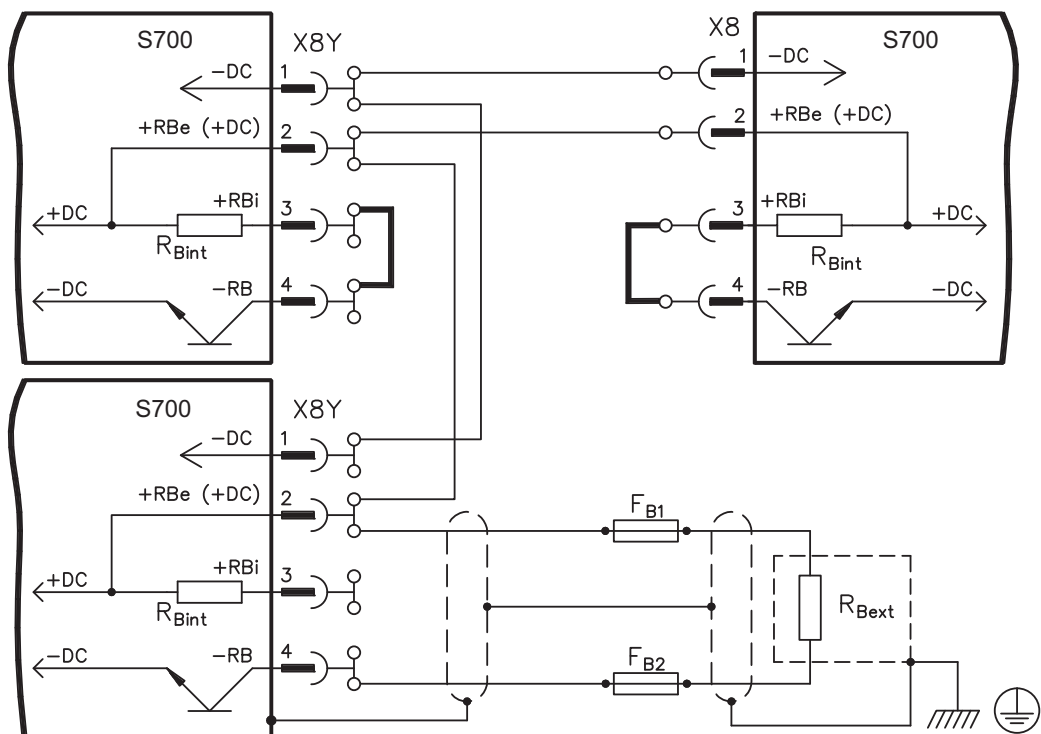 S700
X8Y
-DC
1
+RBe (+DC)
2
+DC
+RBi
3
RBint
-DC
-RB
4
X8
S700
1
-DC
2
+RBe (+DC)
3
+RBi
+DC
RBint
4
-RB
-DC
S700
X8Y
-DC
1
+RBe (+DC)
2
+DC
+RBi
3
RBint
-DC
-RB
4
FB1
RBext
FB2